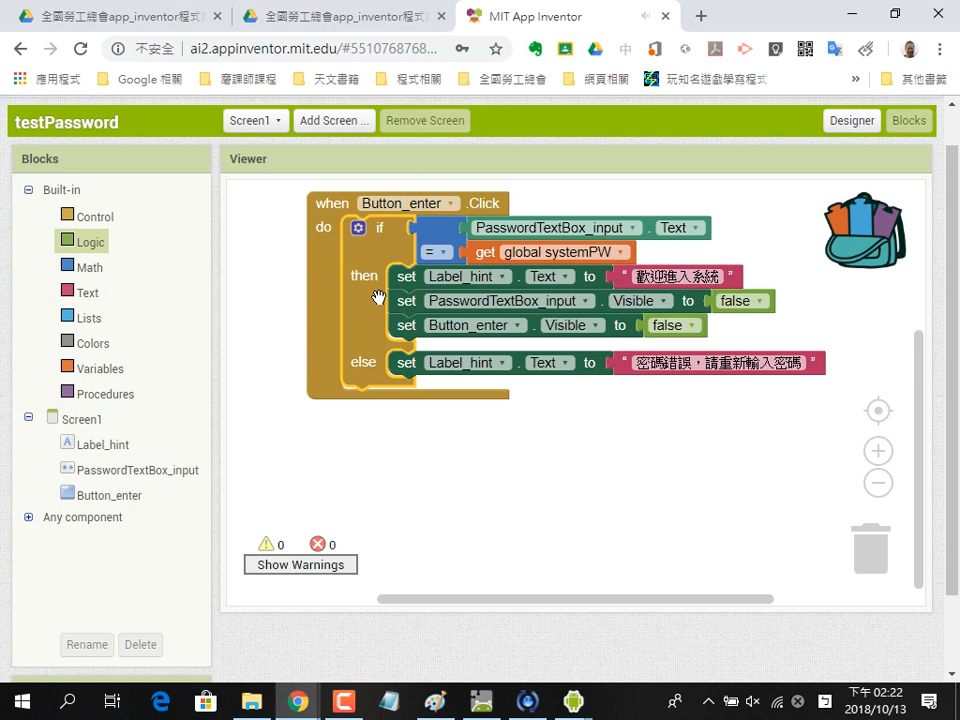 全國勞工總會app_inventor程式
全國勞工總會app_inventor程式
MIT App Inventor
不安全
ai2.appinventor.mit.edu/#5510768768...
應用程式
Google 相關
磨課師課程
天文書籍
程式相關
全國勞工總會
網頁相關
玩知名遊戲學寫程式
»
其他書籤
testPassword
Screen1
Add Screen ...
Remove Screen
Designer
Blocks
Blocks
Viewer
Built-in
Control
Logic
Math
Text
Lists
Colors
Variables
Procedures
Screen1
Label_hint
PasswordTextBox_input
Button_enter
Any component
Rename
Delete
when Button_enter .Click
do if PasswordTextBox_input . Text
= get global systemPW
then set Label_hint . Text to " 歡迎進入系統 "
set PasswordTextBox_input . Visible to false
set Button_enter . Visible to false
else set Label_hint . Text to " 密碼錯誤，請重新輸入密碼 "
0 0
Show Warnings
下午 02:22
2018/10/13